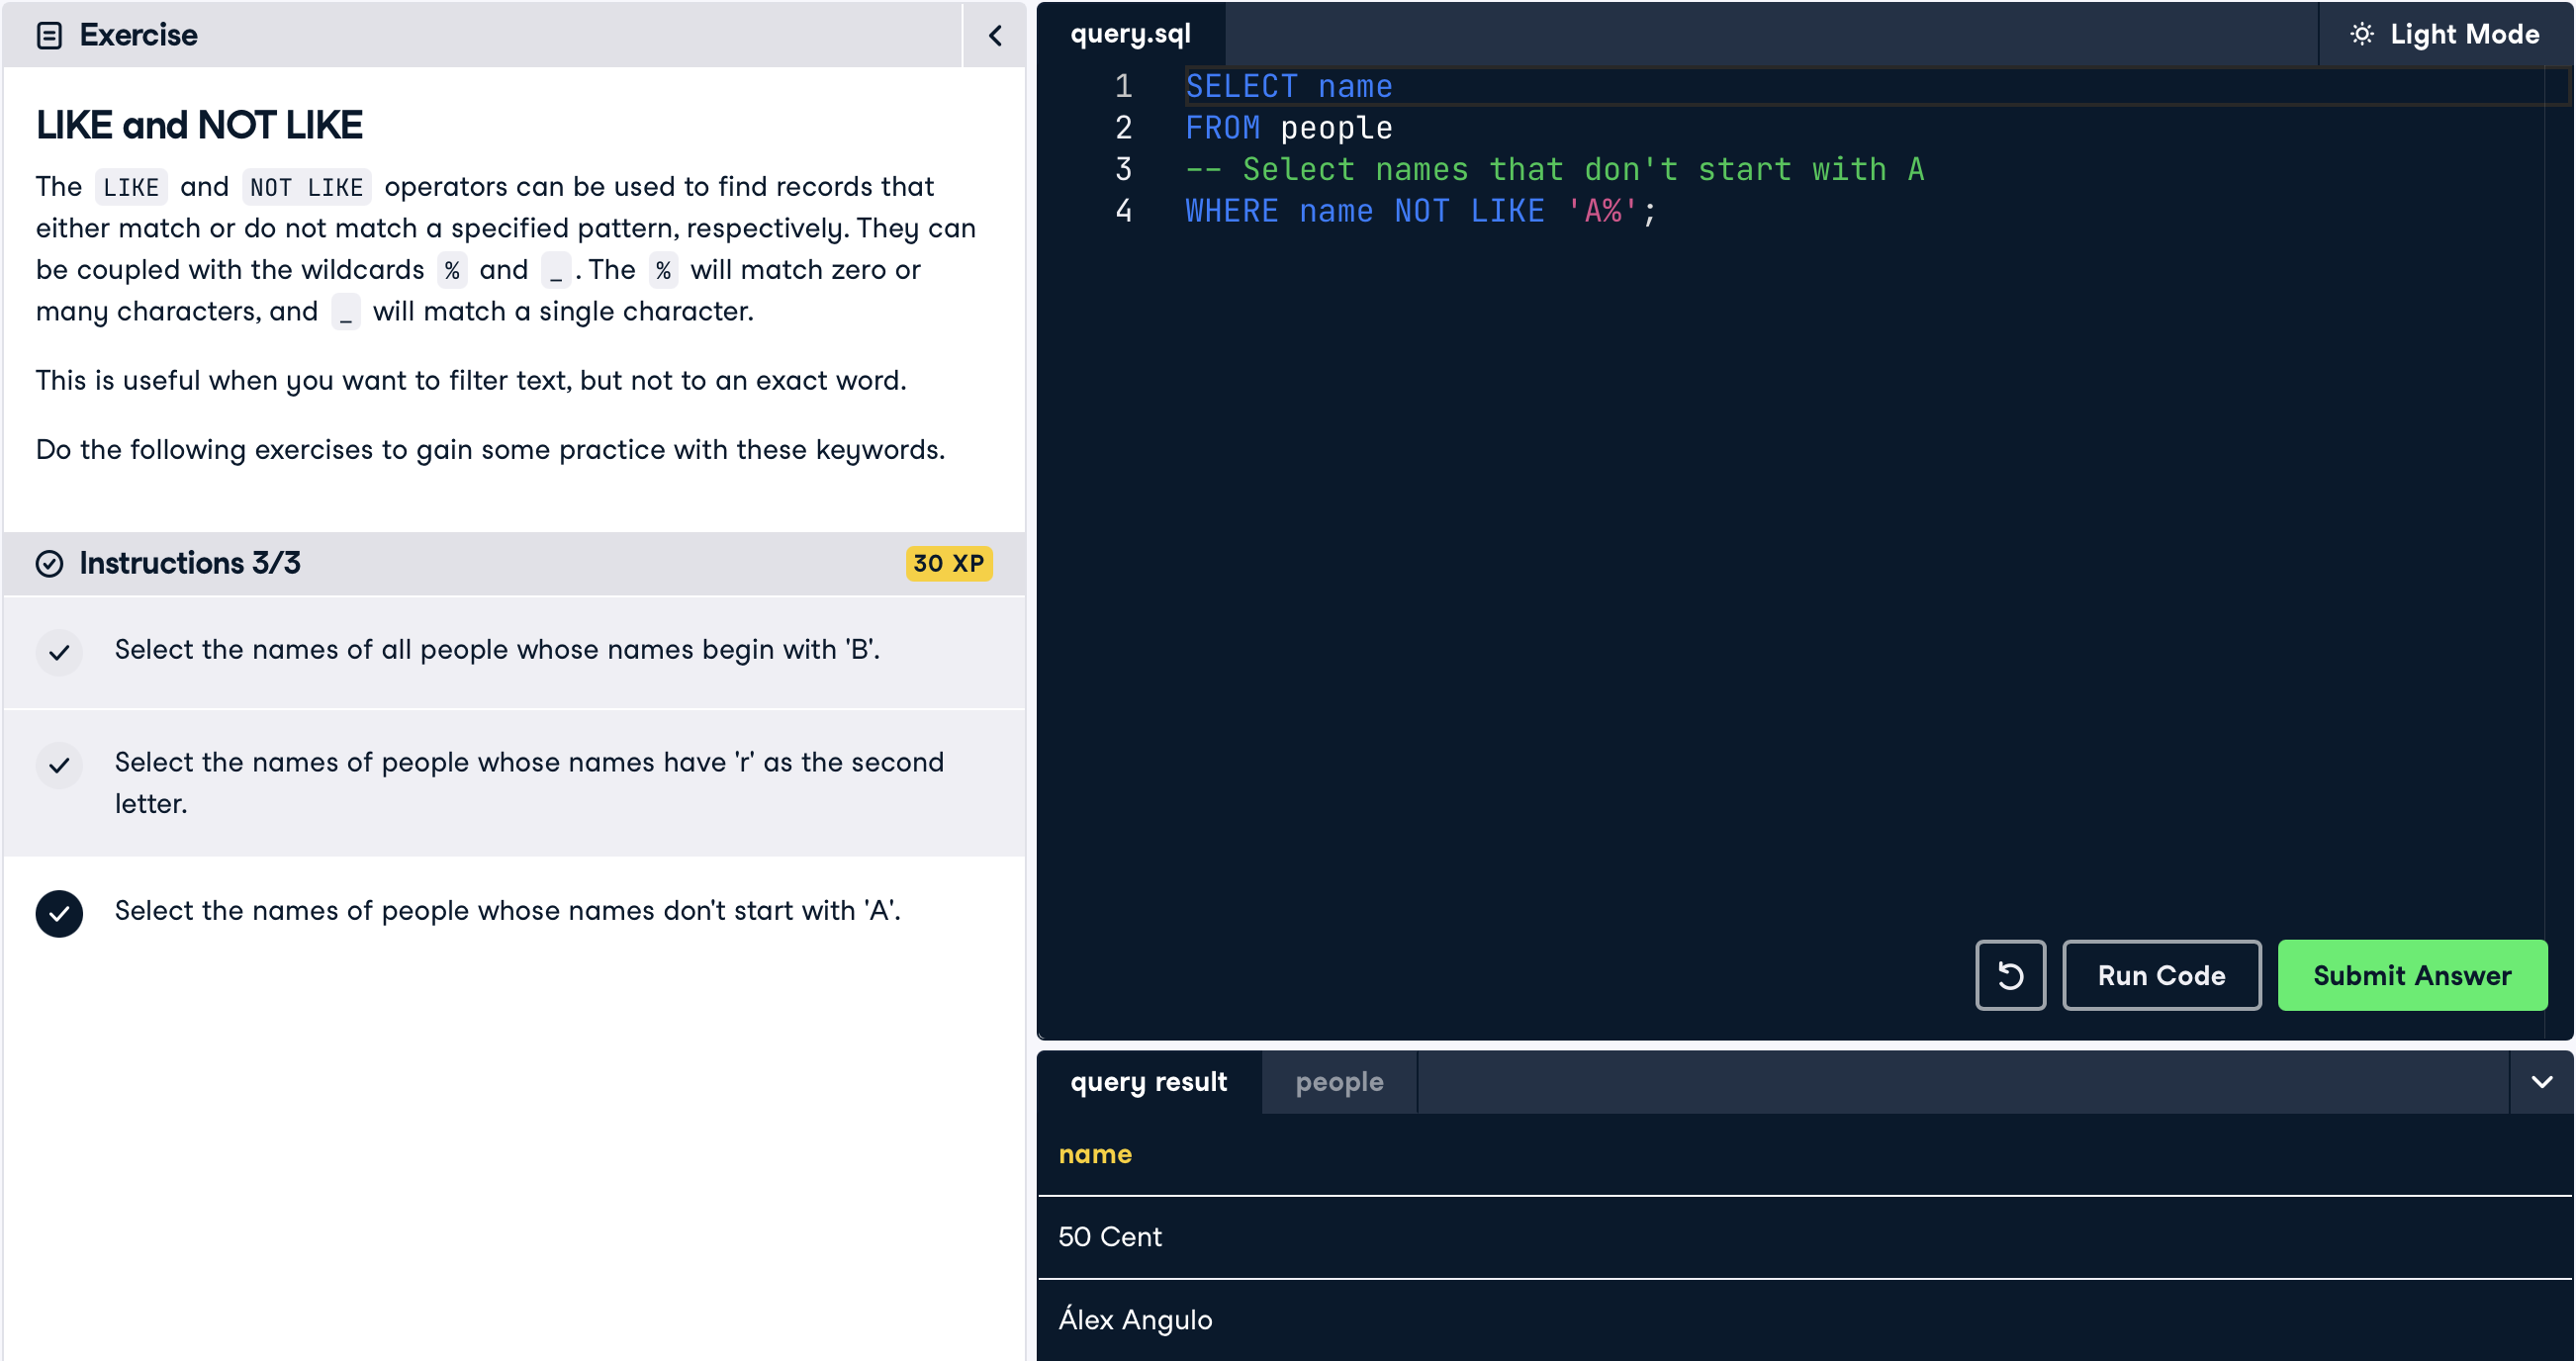 Exercise
LIKE and NOT LIKE
The LIKE and NOT LIKE operators can be used to find records that
either match or do not match a specified pattern, respectively. They can
be coupled with the wildcards % and _. The % will match zero or
many characters, and _ will match a single character.
This is useful when you want to filter text, but not to an exact word.
Do the following exercises to gain some practice with these keywords.
Instructions 3/3
30 XP
Select the names of all people whose names begin with 'B'.
Select the names of people whose names have 'r' as the second
letter.
Select the names of people whose names don't start with 'A'.
query.sql
Light Mode
1 SELECT name
2 FROM people
3 -- Select names that don't start with A
4 WHERE name NOT LIKE 'A%';
Run Code
Submit Answer
query result
people
name
50 Cent
Álex Angulo